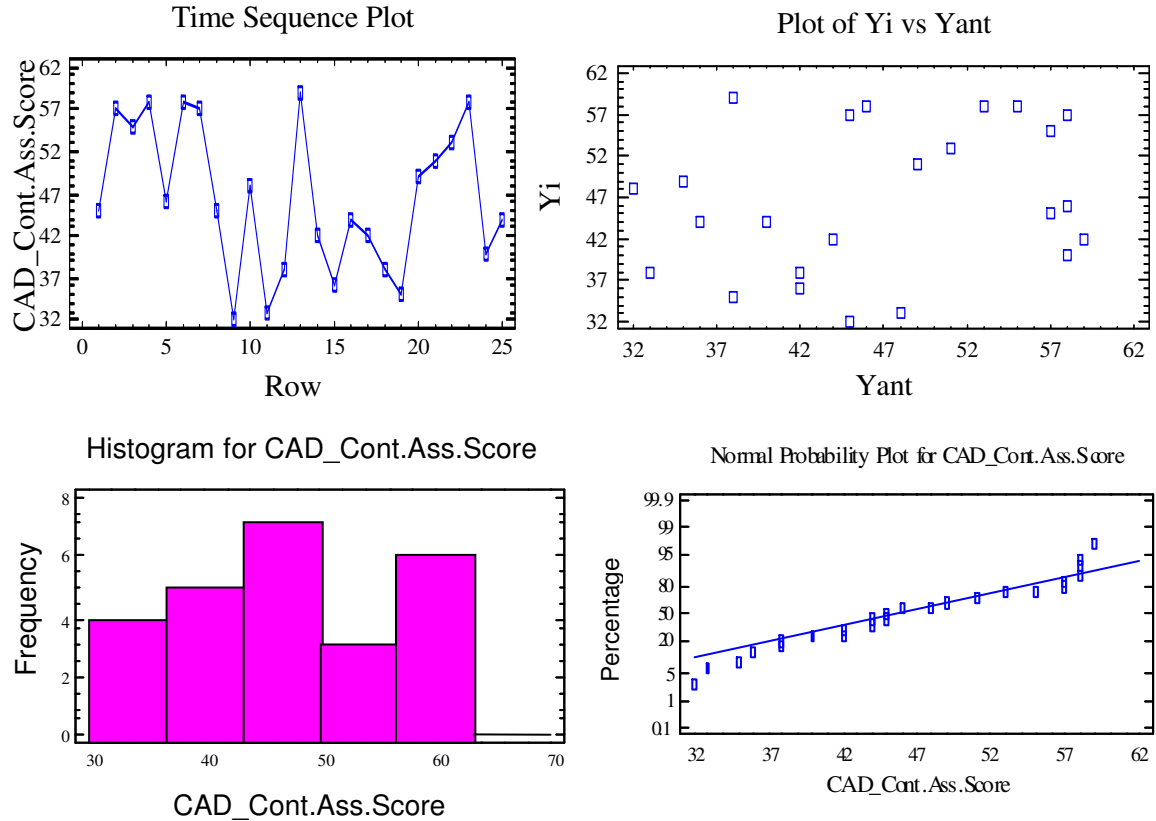 Time Sequence Plot
CAD_Cont.Ass.Score
62
57
52
47
42
37
32
0 5 10 15 20 25
Row
Plot of Yi vs Yant
Yi
62
57
52
47
42
37
32
32 37 42 47 52 57 62
Yant
Histogram for CAD_Cont.Ass.Score
Frequency
8
6
4
2
0
30 40 50 60 70
CAD_Cont.Ass.Score
Normal Probability Plot for CAD_Cont.Ass.Score
Percentage
99.9
99
95
80
50
20
5
1
0.1
32 37 42 47 52 57 62
CAD_Cont.Ass.Score